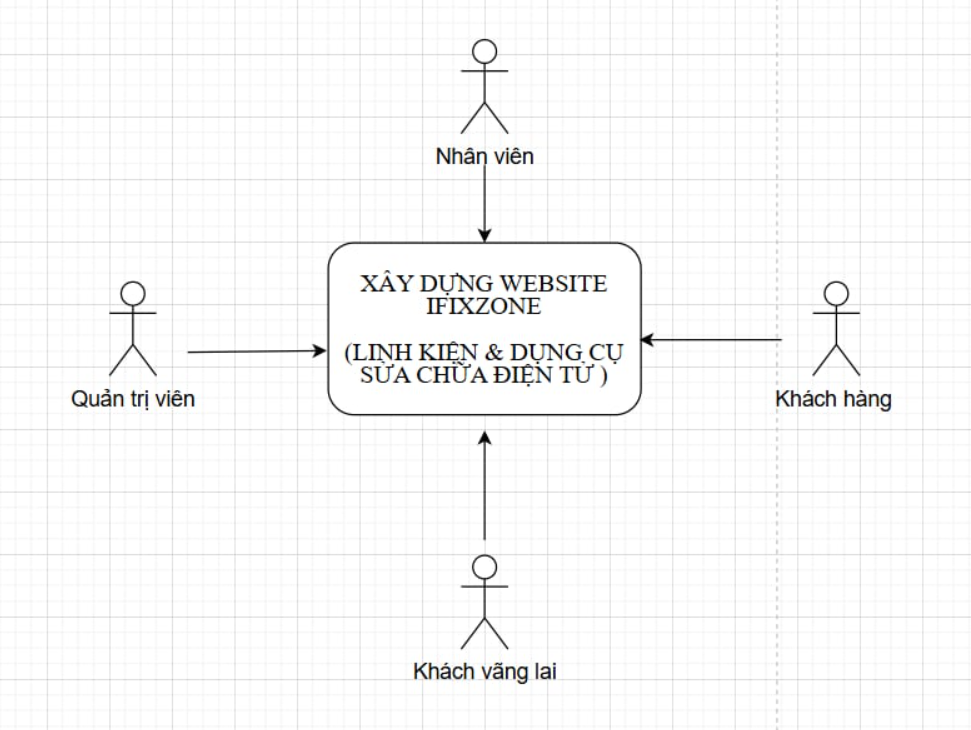 Nhân viên
XÂY DỰNG WEBSITE
IFIXZONE
(LINH KIỆN & DỤNG CỤ
SỬA CHỮA ĐIỆN TỬ )
Quản trị viên
Khách hàng
Khách vãng lai